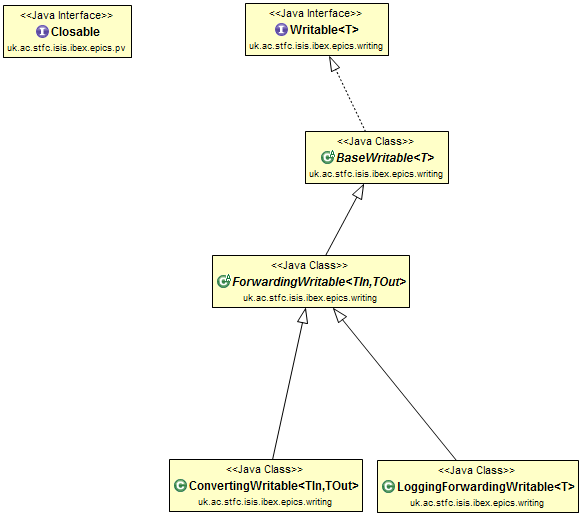 <<Java Interface>>
I Closable
uk.ac.stfc.isis.ibex.epics.pv
<<Java Interface>>
I Writable<T>
uk.ac.stfc.isis.ibex.epics.writing
<<Java Class>>
C A BaseWritable<T>
uk.ac.stfc.isis.ibex.epics.writing
<<Java Class>>
C A ForwardingWritable<TIn,TOut>
uk.ac.stfc.isis.ibex.epics.writing
<<Java Class>>
C ConvertingWritable<TIn,TOut>
uk.ac.stfc.isis.ibex.epics.writing
<<Java Class>>
C LoggingForwardingWritable<T>
uk.ac.stfc.isis.ibex.epics.writing